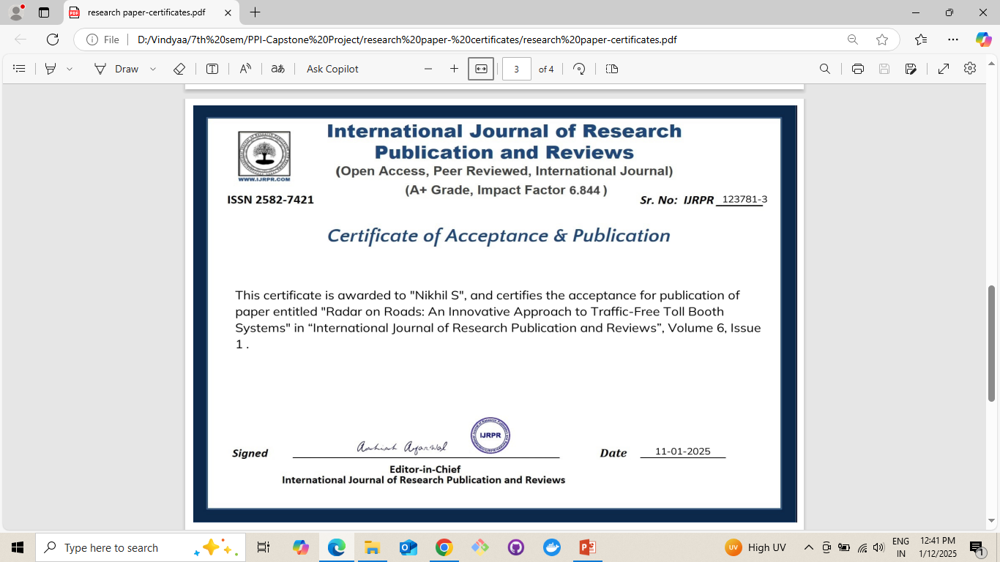 research paper-certificates.pdf
File
D:/Vindyaa/7th%20sem/PPI-Capstone%20Project/research%20paper-%20certificates/research%20paper-certificates.pdf
Draw
Ask Copilot
3 of 4
International Journal of Research
Publication and Reviews
(Open Access, Peer Reviewed, International Journal)
(A+ Grade, Impact Factor 6.844 )
WWW.IJRPR.COM
ISSN 2582-7421
Sr. No: IJRPR 123781-3
Certificate of Acceptance & Publication
This certificate is awarded to "Nikhil S", and certifies the acceptance for publication of
paper entitled "Radar on Roads: An Innovative Approach to Traffic-Free Toll Booth
Systems" in “International Journal of Research Publication and Reviews”, Volume 6, Issue
1 .
IJRPR
Signed
Ashish Agarwal
Date 11-01-2025
Editor-in-Chief
International Journal of Research Publication and Reviews
Type here to search
UV
High UV
ENG
IN
12:41 PM
1/12/2025
1